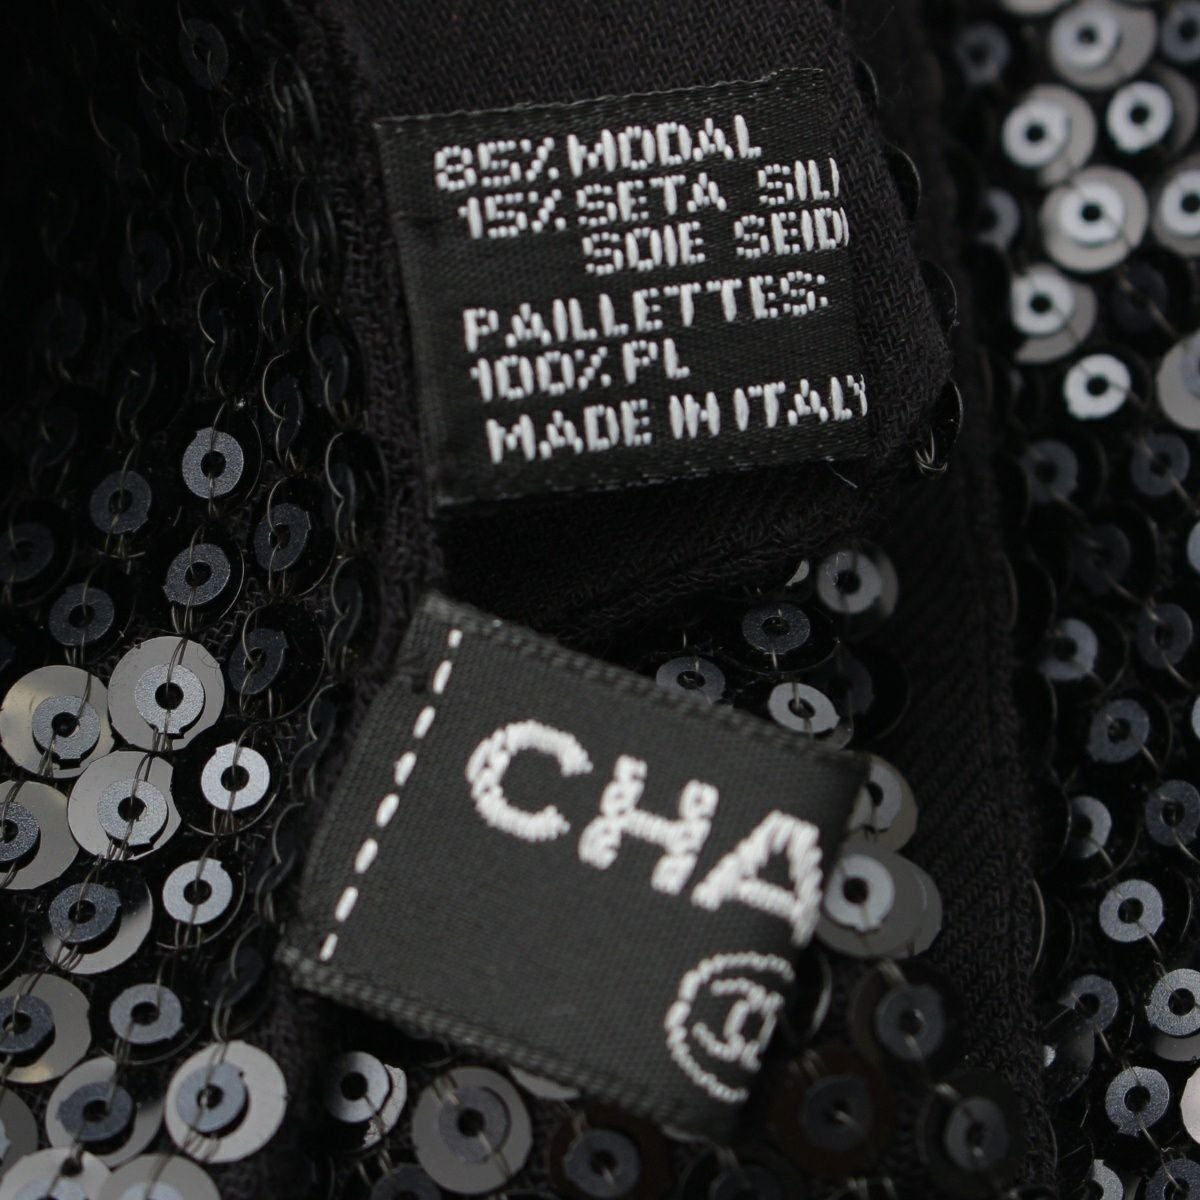 85% MODAL
15% SETA SIL
SOIE SEID
PAILLETTES:
100% PL
MADE IN ITALY
CHA